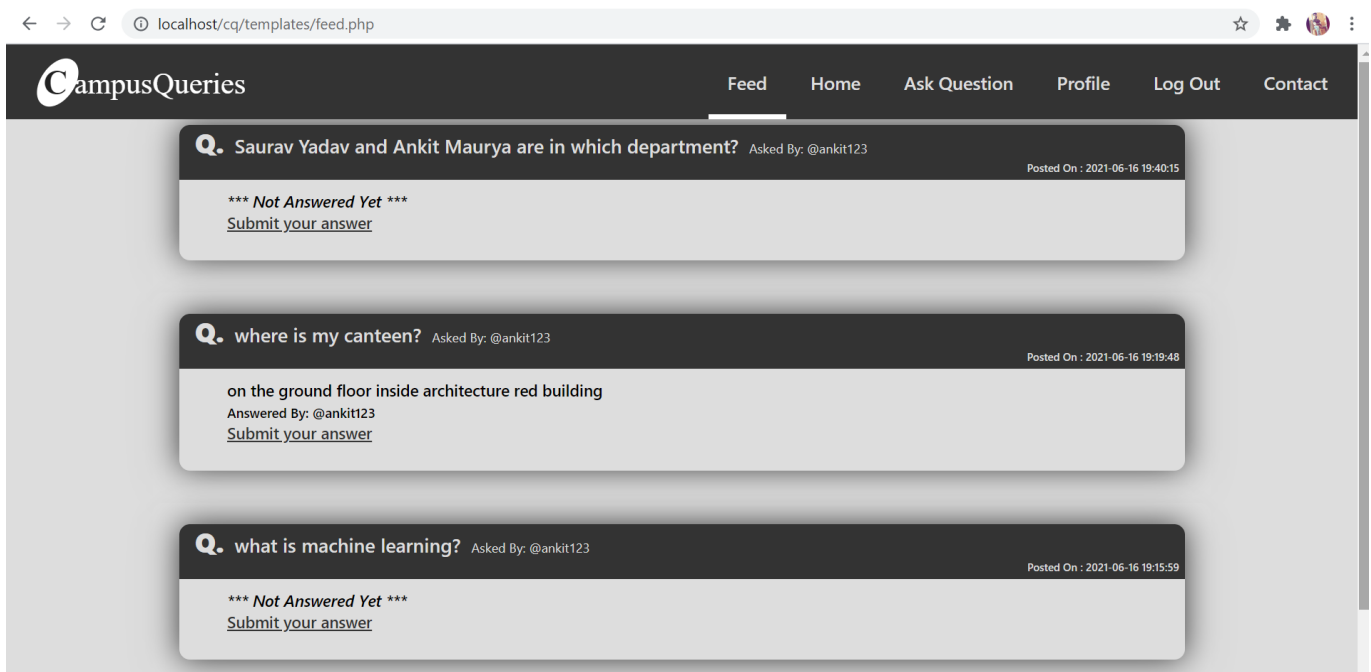 localhost/cq/templates/feed.php
CampusQueries
Feed Home Ask Question Profile Log Out Contact
Q. Saurav Yadav and Ankit Maurya are in which department? Asked By: @ankit123
Posted On : 2021-06-16 19:40:15
*** Not Answered Yet ***
Submit your answer
Q. where is my canteen? Asked By: @ankit123
Posted On : 2021-06-16 19:19:48
on the ground floor inside architecture red building
Answered By: @ankit123
Submit your answer
Q. what is machine learning? Asked By: @ankit123
Posted On : 2021-06-16 19:15:59
*** Not Answered Yet ***
Submit your answer